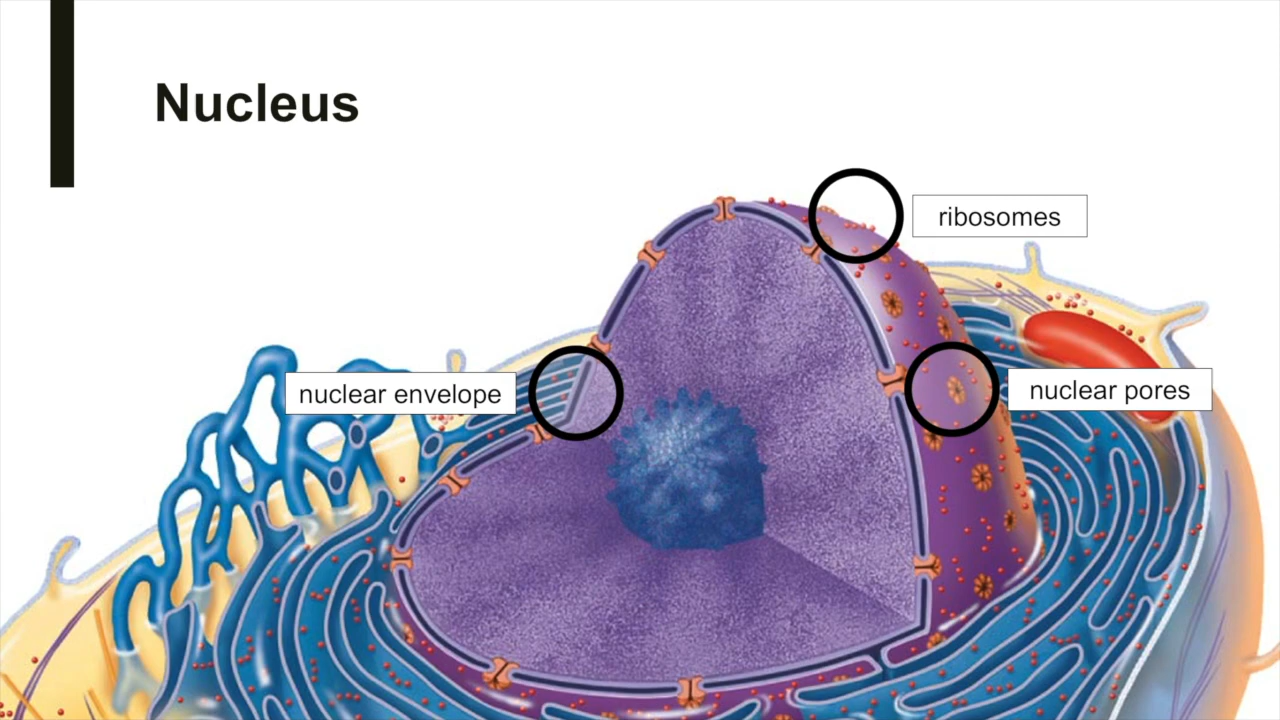 Nucleus
ribosomes
nuclear envelope
nuclear pores